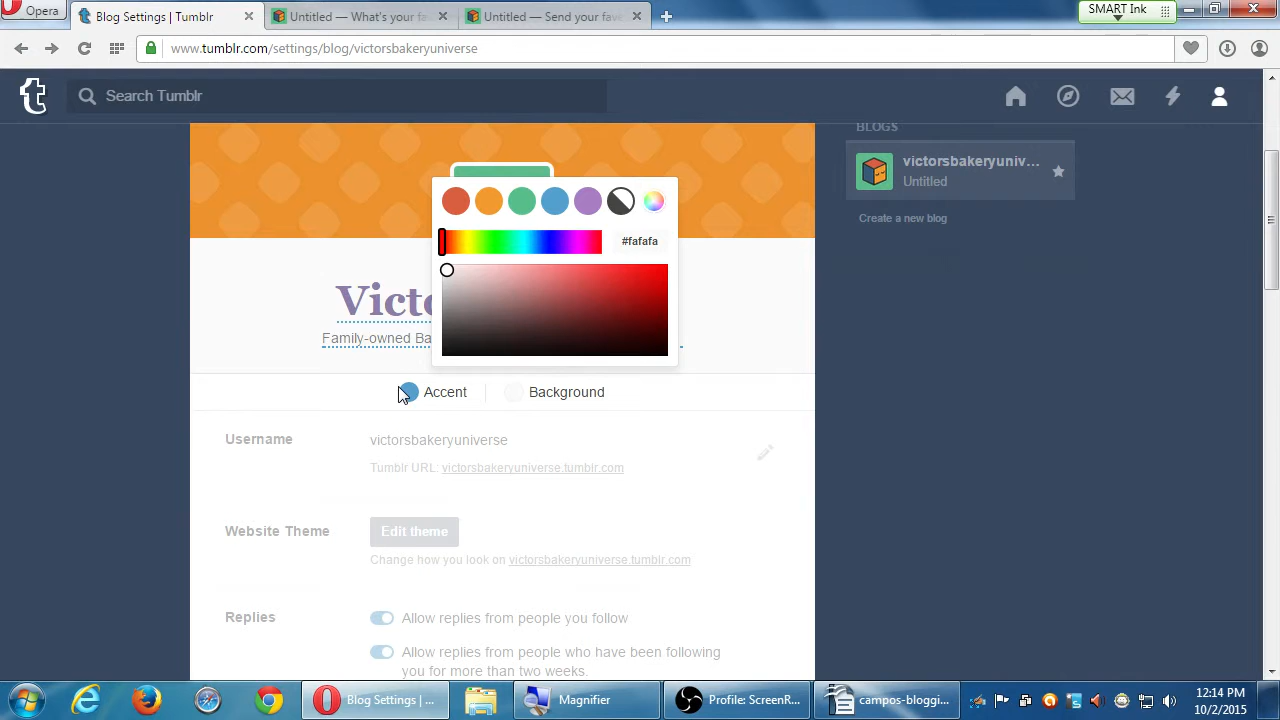 Opera
Blog Settings | Tumblr
Untitled — What's your fa
Untitled — Send your fave
SMART Ink
www.tumblr.com/settings/blog/victorsbakeryuniverse
t
Search Tumblr
BLOGS
victorsbakeryuniv...
Untitled
Create a new blog
#fafafa
Victo
Family-owned Ba
Accent
Background
Username
victorsbakeryuniverse
Tumblr URL: victorsbakeryuniverse.tumblr.com
Website Theme
Edit theme
Change how you look on victorsbakeryuniverse.tumblr.com
Replies
Allow replies from people you follow
Allow replies from people who have been following
you for more than two weeks.
Blog Settings | ...
Magnifier
Profile: ScreenR...
campos-bloggi...
12:14 PM
10/2/2015